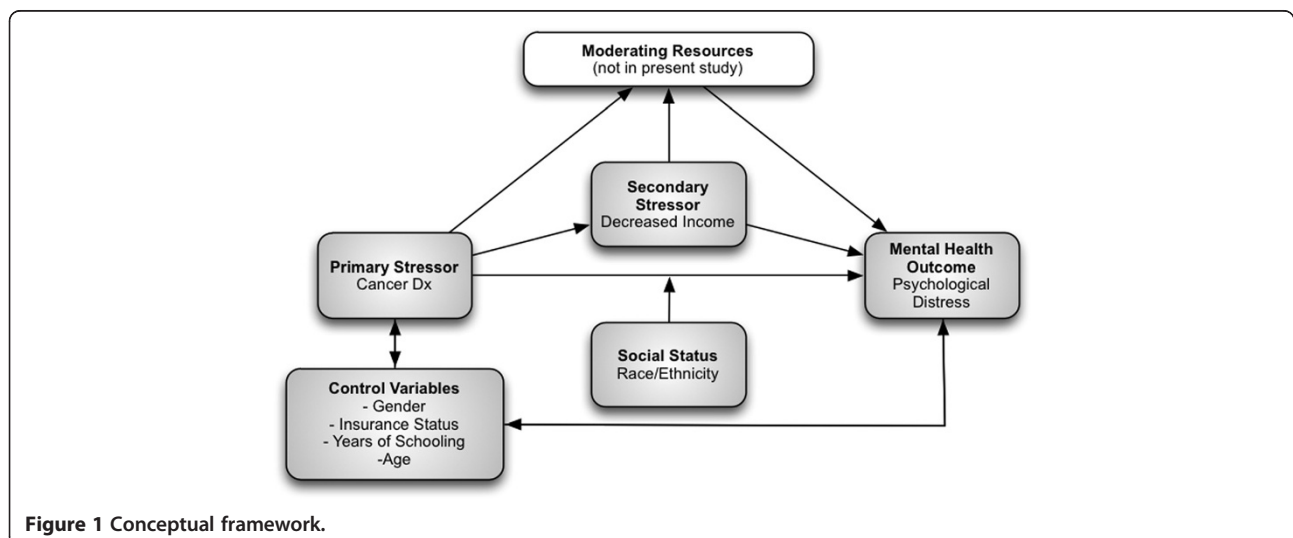 Moderating Resources
(not in present study)
Secondary
Stressor
Decreased Income
Primary Stressor
Cancer Dx
Mental Health
Outcome
Psychological
Distress
Social Status
Race/Ethnicity
Control Variables
- Gender
- Insurance Status
- Years of Schooling
-Age
Figure 1 Conceptual framework.